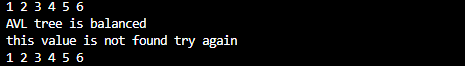 1 2 3 4 5 6
AVL tree is balanced
this value is not found try again
1 2 3 4 5 6